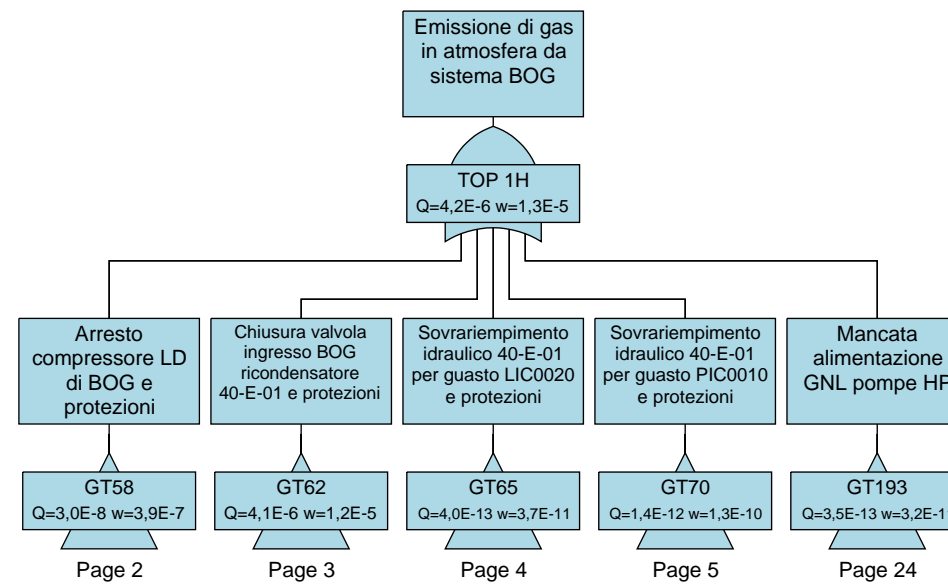 Emissione di gas
in atmosfera da
sistema BOG
TOP 1H
Q=4,2E-6 w=1,3E-5
Arresto
compressore LD
di BOG e
protezioni
Chiusura valvola
ingresso BOG
ricondensatore
40-E-01 e protezioni
Sovrariempimento
idraulico 40-E-01
per guasto LIC0020
e protezioni
Sovrariempimento
idraulico 40-E-01
per guasto PIC0010
e protezioni
Mancata
alimentazione
GNL pompe HP
GT58
Q=3,0E-8 w=3,9E-7
GT62
Q=4,1E-6 w=1,2E-5
GT65
Q=4,0E-13 w=3,7E-11
GT70
Q=1,4E-12 w=1,3E-10
GT193
Q=3,5E-13
Page 2
Page 3
Page 4
Page 5
Page 24